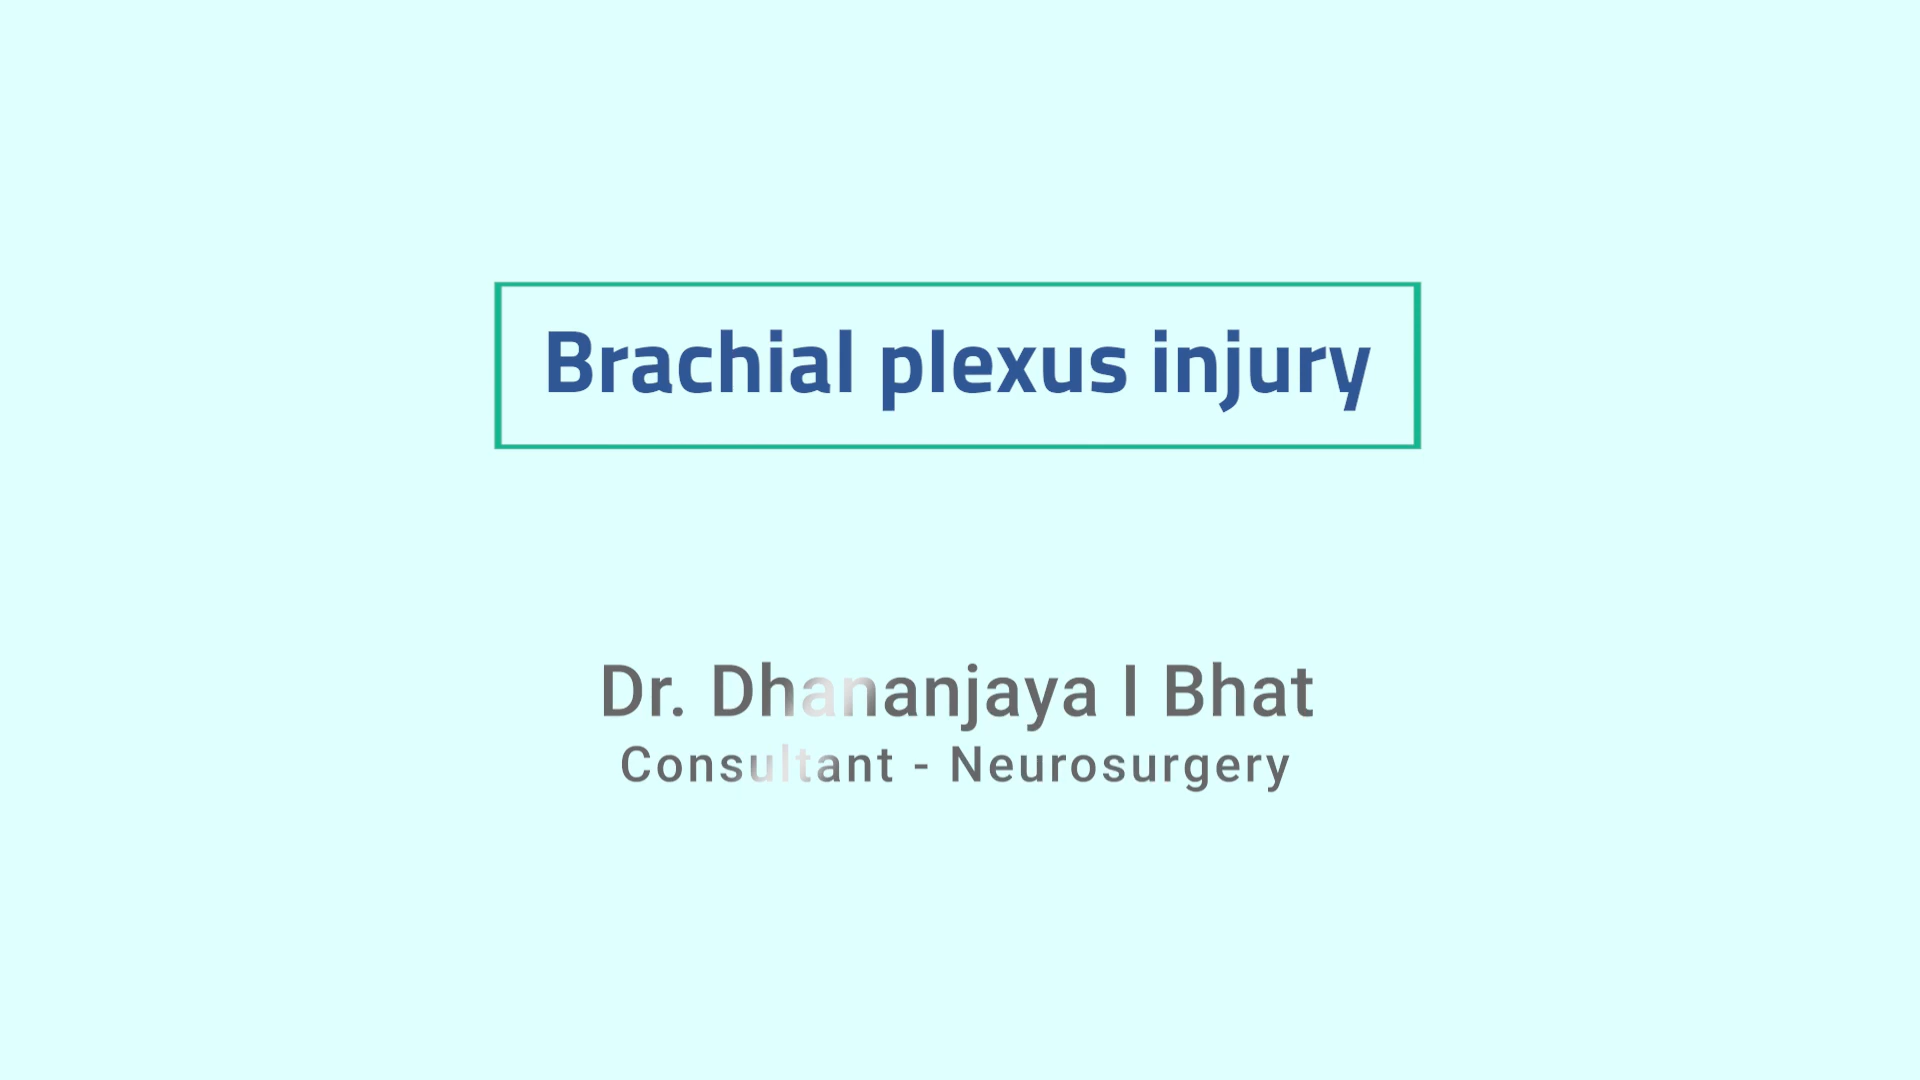 Brachial plexus injury
Dr. Dhananjaya I Bhat
Consultant - Neurosurgery